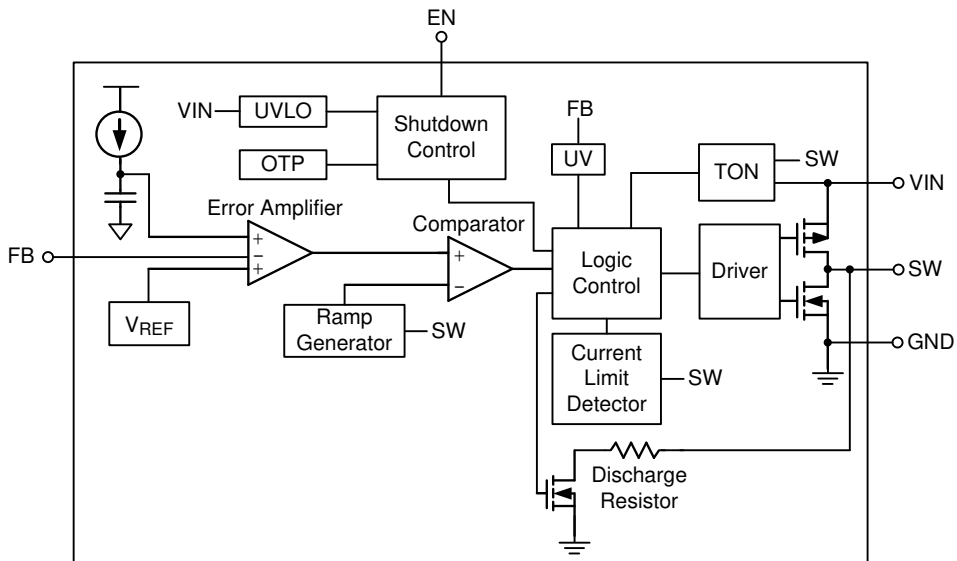 EN
VIN
UVLO
Shutdown
Control
FB
OTP
UV
TON
SW
VIN
Error Amplifier
Comparator
+
−
+
+
−
FB
Logic
Control
Driver
SW
VREF
Ramp
Generator
SW
GND
Current
Limit
Detector
SW
Discharge
Resistor